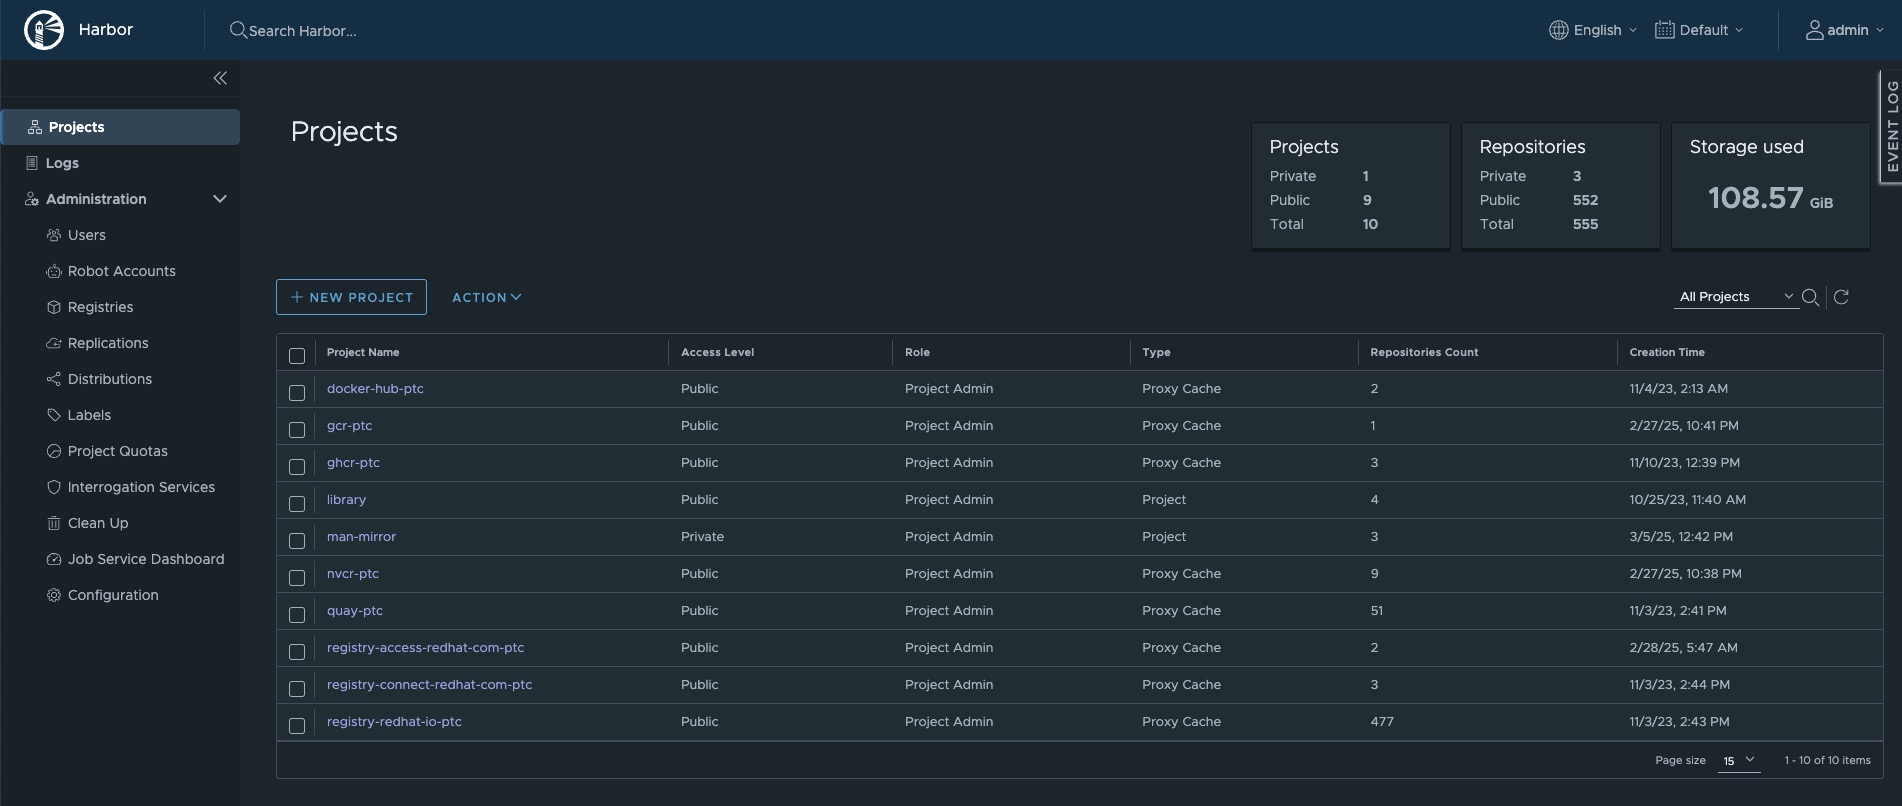 Harbor
Search Harbor...
English
Default
admin
EVENT LOG
Projects
Logs
Administration
Users
Robot Accounts
Registries
Replications
Distributions
Labels
Project Quotas
Interrogation Services
Clean Up
Job Service Dashboard
Configuration
Projects
Projects
Private 1
Public 9
Total 10
Repositories
Private 3
Public 552
Total 555
Storage used
108.57 GiB
+ NEW PROJECT
ACTION
All Projects
Project Name Access Level Role Type Repositories Count Creation Time
docker-hub-ptc Public Project Admin Proxy Cache 2 11/4/23, 2:13 AM
gcr-ptc Public Project Admin Proxy Cache 1 2/27/25, 10:41 PM
ghcr-ptc Public Project Admin Proxy Cache 3 11/10/23, 12:39 PM
library Public Project Admin Project 4 10/25/23, 11:40 AM
man-mirror Private Project Admin Project 3 3/5/25, 12:42 PM
nvcr-ptc Public Project Admin Proxy Cache 9 2/27/25, 10:38 PM
quay-ptc Public Project Admin Proxy Cache 51 11/3/23, 2:41 PM
registry-access-redhat-com-ptc Public Project Admin Proxy Cache 2 2/28/25, 5:47 AM
registry-connect-redhat-com-ptc Public Project Admin Proxy Cache 3 11/3/23, 2:44 PM
registry-redhat-io-ptc Public Project Admin Proxy Cache 477 11/3/23, 2:43 PM
Page size 15 1 - 10 of 10 items